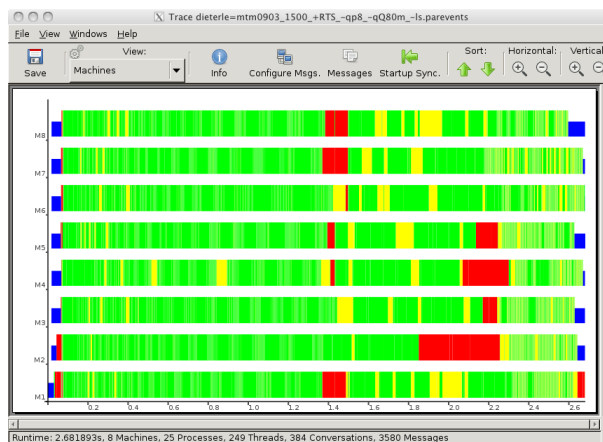 Trace dieterle=mtm0903_1500_+RTS_-qp8_-qQ80m_-ls.parevents
File View Windows Help
View: Sort: Horizontal: Vertical
Machines
Save Info Configure Msgs. Messages Startup Sync.
M8
M7
M6
M5
M4
M3
M2
M1
0.2 0.4 0.6 0.8 1.0 1.2 1.4 1.6 1.8 2.0 2.2 2.4 2.6
Runtime: 2.681893s, 8 Machines, 25 Processes, 249 Threads, 384 Conversations, 3580 Messages